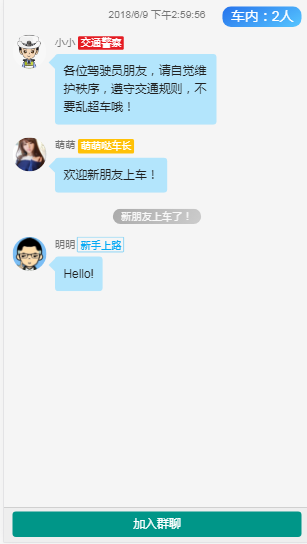 2018/6/9 下午2:59:56
车内：2人
小小 交通警察
各位驾驶员朋友，请自觉维
护秩序，遵守交通规则，不
要乱超车哦！
萌萌 萌萌哒车长
欢迎新朋友上车！
新朋友上车了！
明明 新手上路
Hello!
加入群聊